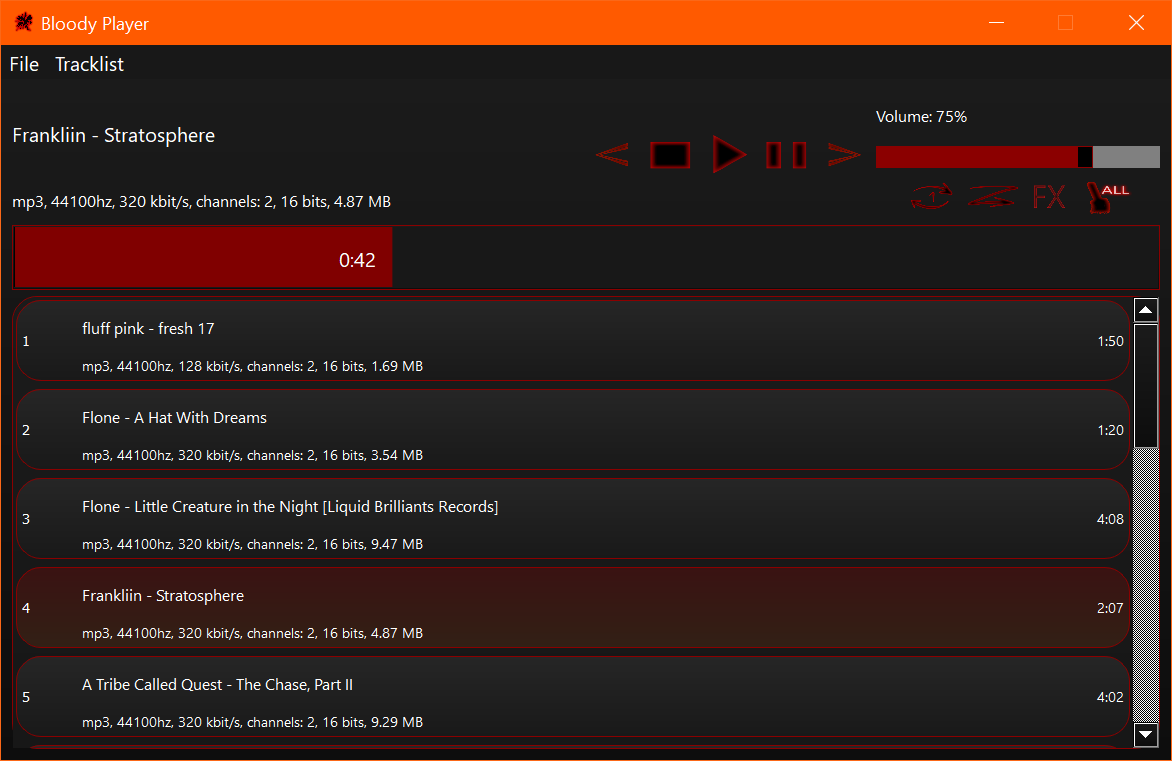 Bloody Player
File Tracklist
Volume: 75%
Frankliin - Stratosphere
1 FX ALL
mp3, 44100hz, 320 kbit/s, channels: 2, 16 bits, 4.87 MB
0:42
fluff pink - fresh 17
1 1:50
mp3, 44100hz, 128 kbit/s, channels: 2, 16 bits, 1.69 MB
Flone - A Hat With Dreams
2 1:20
mp3, 44100hz, 320 kbit/s, channels: 2, 16 bits, 3.54 MB
Flone - Little Creature in the Night [Liquid Brilliants Records]
3 4:08
mp3, 44100hz, 320 kbit/s, channels: 2, 16 bits, 9.47 MB
Frankliin - Stratosphere
4 2:07
mp3, 44100hz, 320 kbit/s, channels: 2, 16 bits, 4.87 MB
A Tribe Called Quest - The Chase, Part II
5 4:02
mp3, 44100hz, 320 kbit/s, channels: 2, 16 bits, 9.29 MB